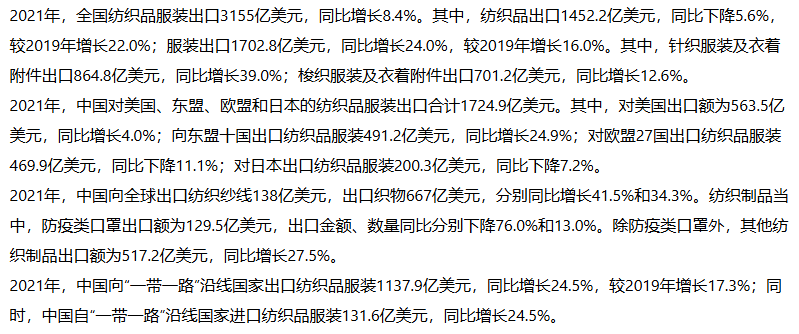 2021年，全国纺织品服装出口3155亿美元，同比增长8.4%。其中，纺织品出口1452.2亿美元，同比下降5.6%，
较2019年增长22.0%；服装出口1702.8亿美元，同比增长24.0%，较2019年增长16.0%。其中，针织服装及衣着
附件出口864.8亿美元，同比增长39.0%；梭织服装及衣着附件出口701.2亿美元，同比增长12.6%。
2021年，中国对美国、东盟、欧盟和日本的纺织品服装出口合计1724.9亿美元。其中，对美国出口额为563.5亿
美元，同比增长4.0%；向东盟十国出口纺织品服装491.2亿美元，同比增长24.9%；对欧盟27国出口纺织品服装
469.9亿美元，同比下降11.1%；对日本出口纺织品服装200.3亿美元，同比下降7.2%。
2021年，中国向全球出口纺织纱线138亿美元，出口织物667亿美元，分别同比增长41.5%和34.3%。纺织制品当
中，防疫类口罩出口额为129.5亿美元，出口金额、数量同比分别下降76.0%和13.0%。除防疫类口罩外，其他纺
织制品出口额为517.2亿美元，同比增长27.5%。
2021年，中国向“一带一路”沿线国家出口纺织品服装1137.9亿美元，同比增长24.5%，较2019年增长17.3%；同
时，中国自“一带一路”沿线国家进口纺织品服装131.6亿美元，同比增长24.5%。